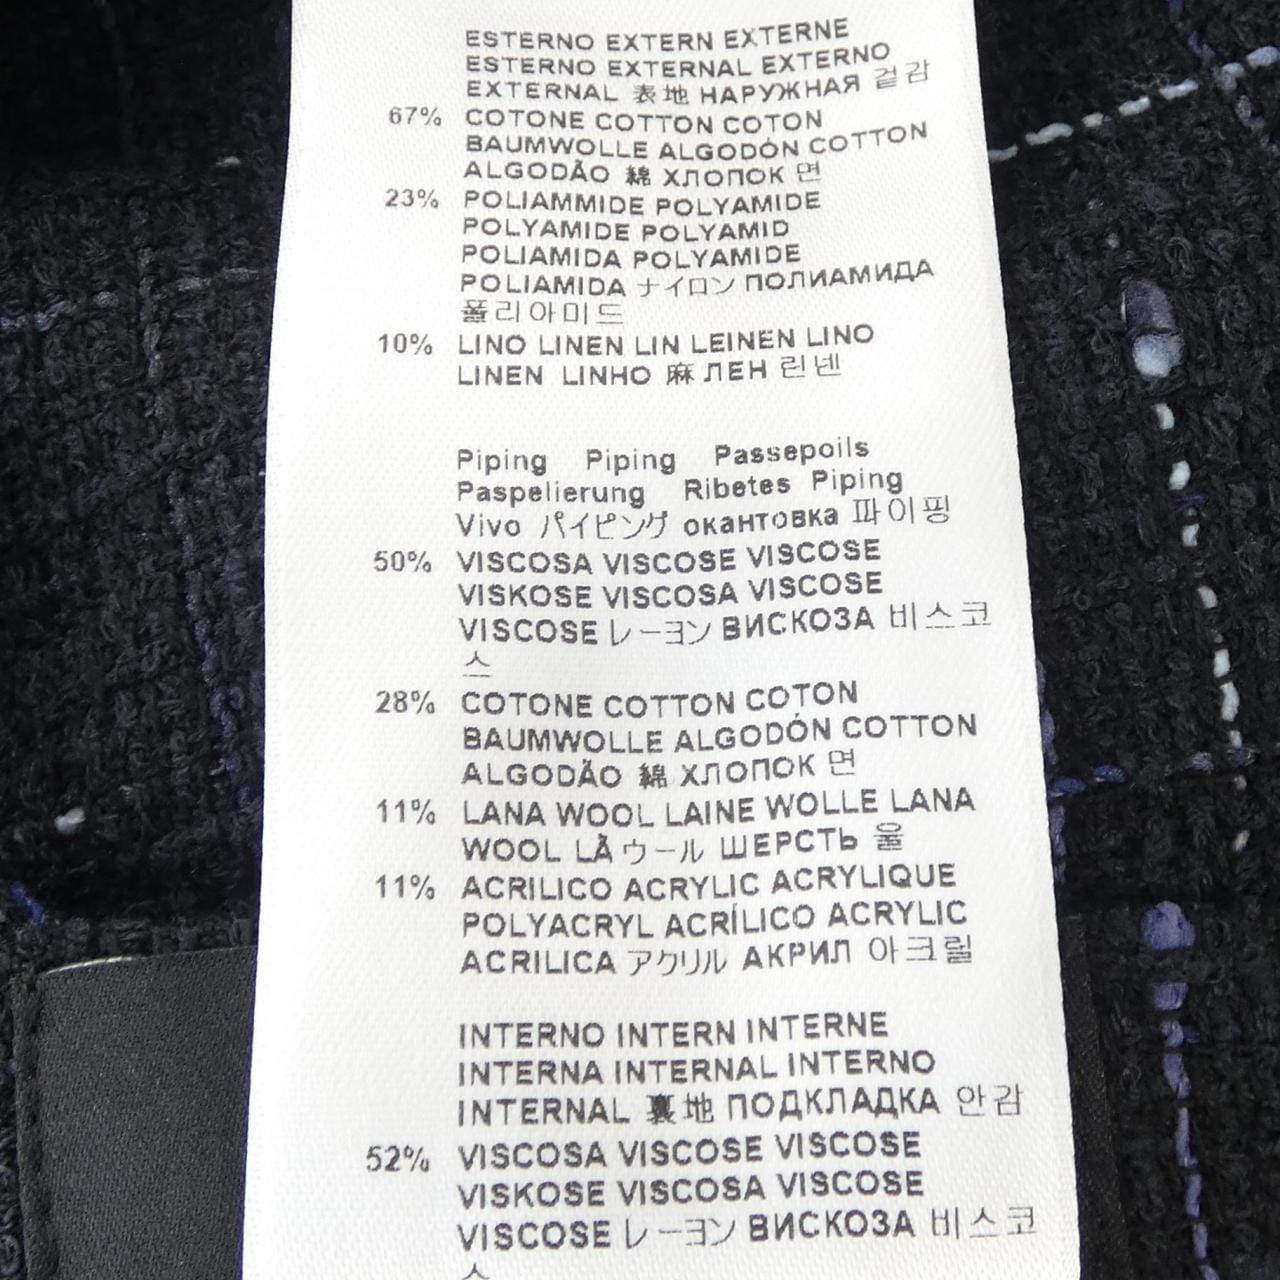 ESTERNO EXTERN EXTERNE
ESTERNO EXTERNAL EXTERNO
EXTERNAL 表地 НАРУЖНАЯ 겉감
67% COTONE COTTON COTON
BAUMWOLLE ALGODÓN COTTON
ALGODÃO 綿 ХЛОПОК 면
23% POLIAMMIDE POLYAMIDE
POLYAMIDE POLYAMID
POLIAMIDA POLYAMIDE
POLIAMIDA ナイロン ПОЛИАМИДА
폴리아미드
10% LINO LINEN LIN LEINEN LINO
LINEN LINHO 麻 ЛЕН 린넨
Piping Piping Passepoils
Paspelierung Ribetes Piping
Vivo パイピング окантовка 파이핑
50% VISCOSA VISCOSE VISCOSE
VISKOSE VISCOSA VISCOSE
VISCOSE レーヨン ВИСКОЗА 비스코
스
28% COTONE COTTON COTON
BAUMWOLLE ALGODÓN COTTON
ALGODÃO 綿 ХЛОПОК 면
11% LANA WOOL LAINE WOLLE LANA
WOOL LÃ ウール ШЕРСТЬ 울
11% ACRILICO ACRYLIC ACRYLIQUE
POLYACRYL ACRÍLICO ACRYLIC
ACRILICA アクリル АКРИЛ 아크릴
INTERNO INTERN INTERNE
INTERNA INTERNAL INTERNO
INTERNAL 裏地 ПОДКЛАДКА 안감
52% VISCOSA VISCOSE VISCOSE
VISKOSE VISCOSA VISCOSE
VISCOSE レーヨン ВИСКОЗА 비스코
스